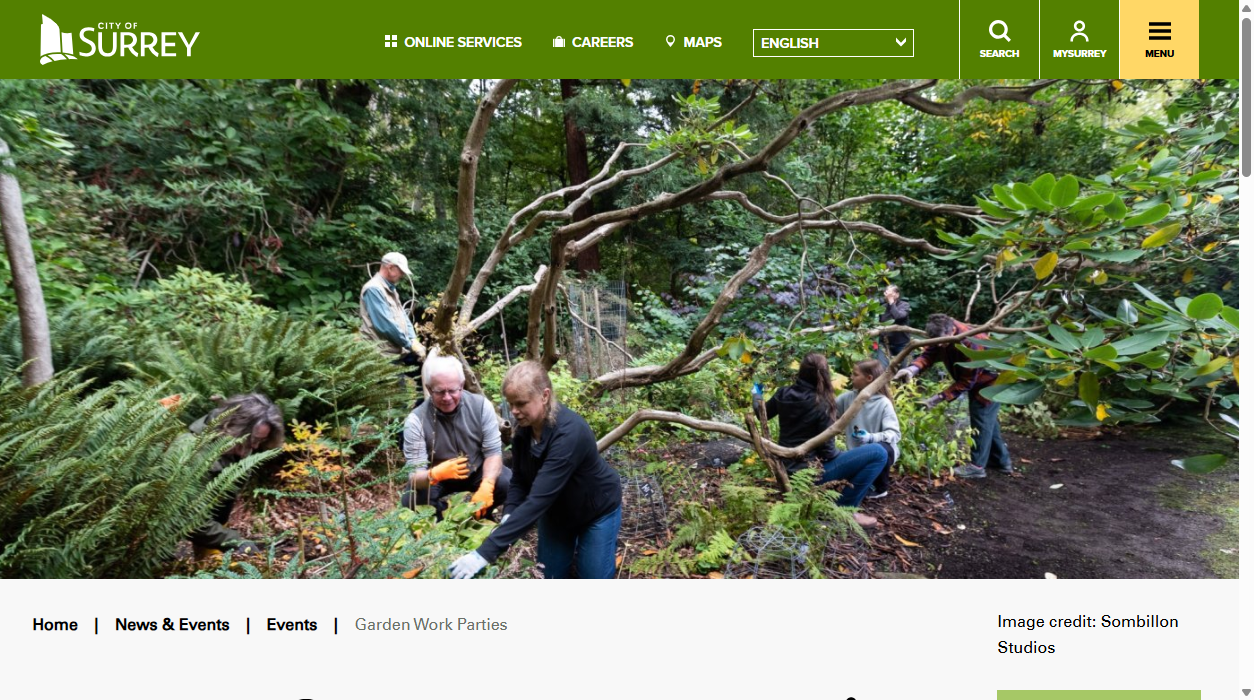 CITY OF
SURREY
ONLINE SERVICES
CAREERS
MAPS
ENGLISH
SEARCH
MYSURREY
MENU
Home | News & Events | Events | Garden Work Parties
Image credit: Sombillon
Studios